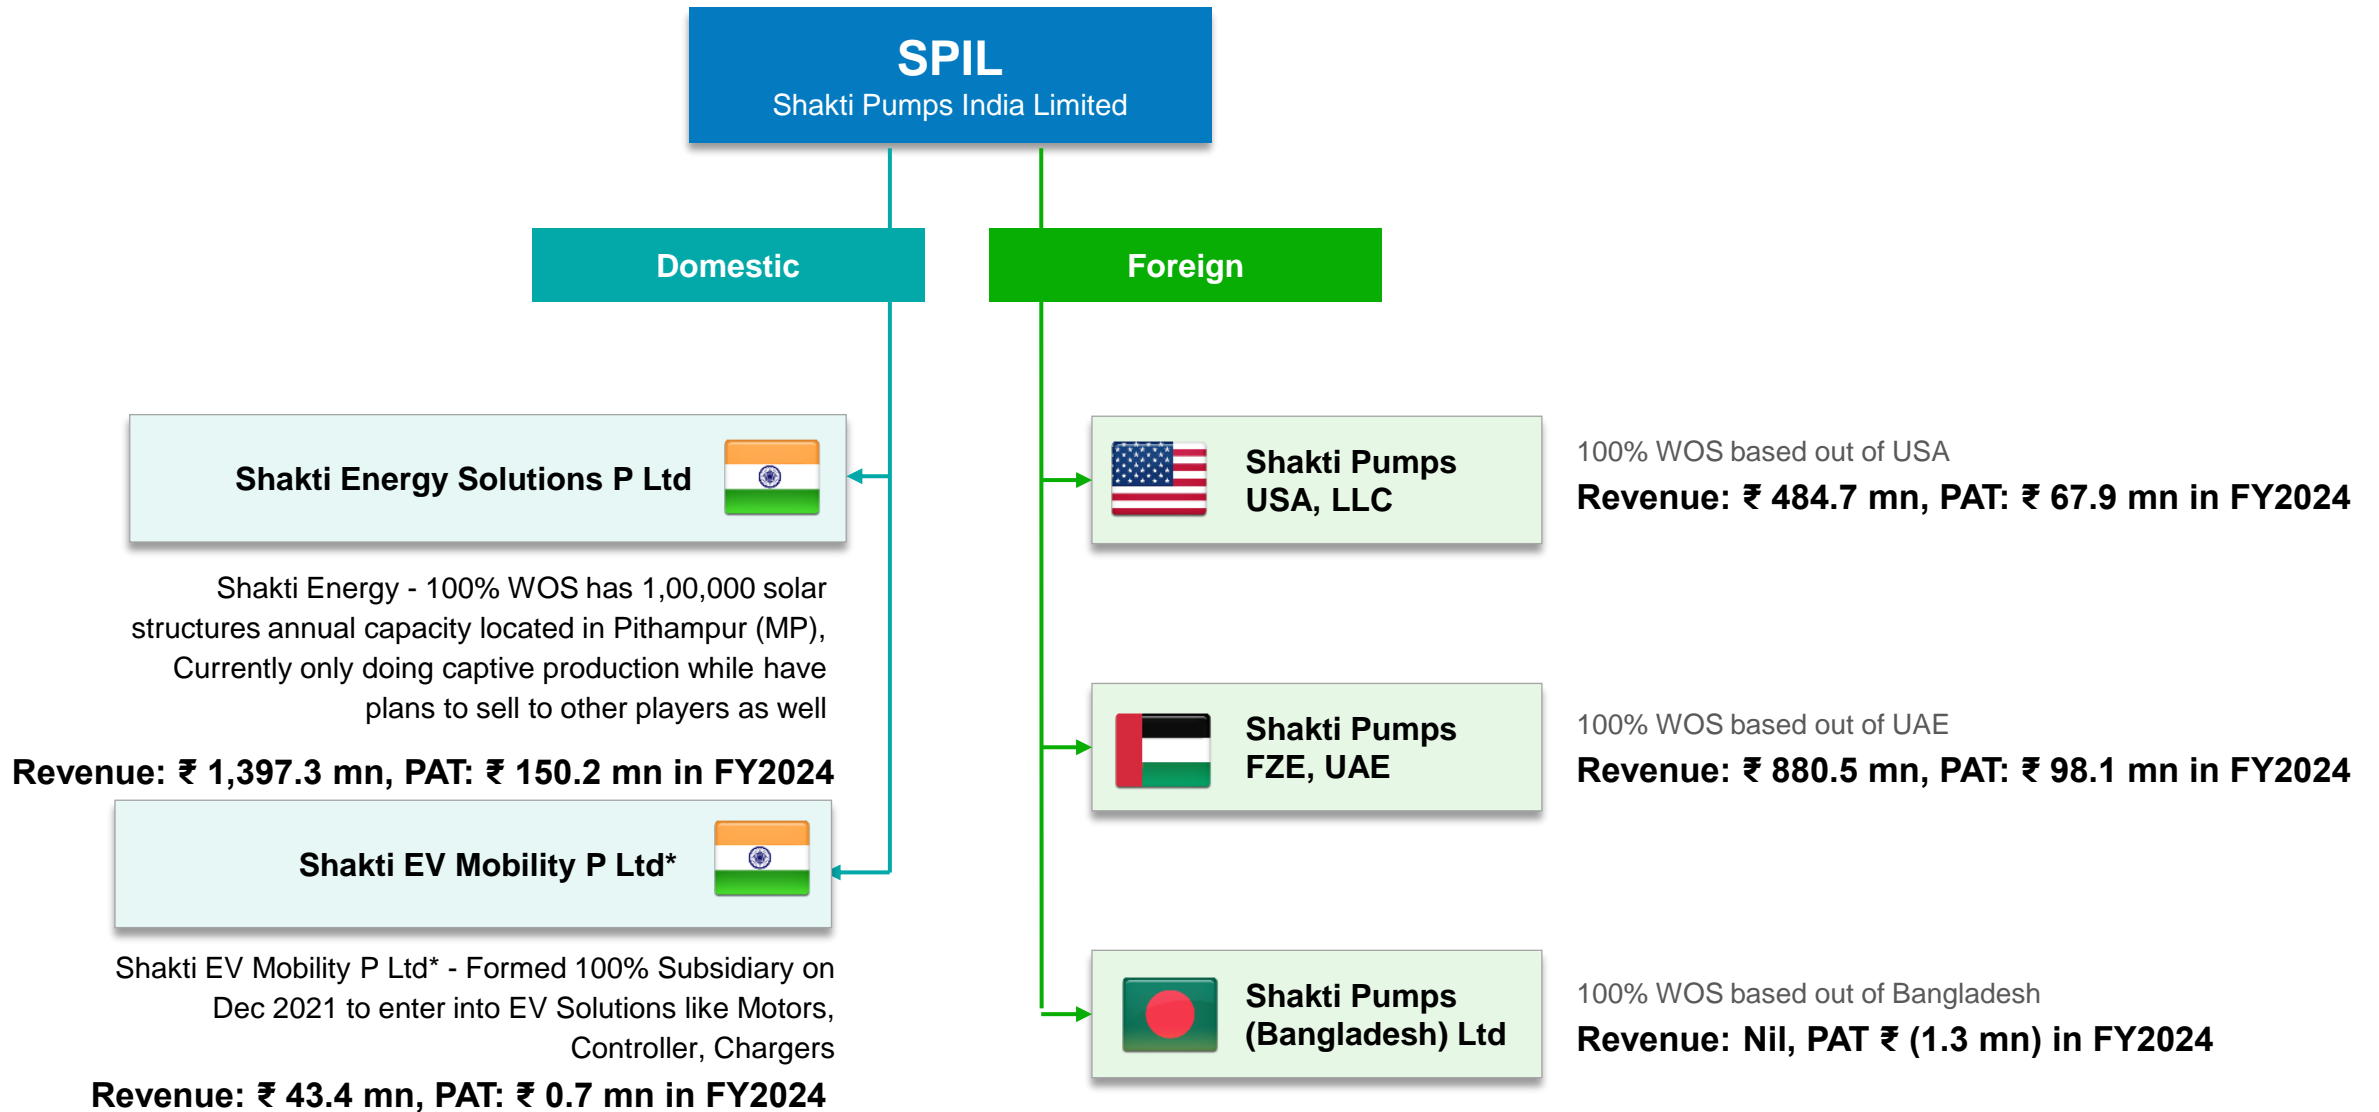 SPIL
Shakti Pumps India Limited
Domestic
Foreign
Shakti Energy Solutions P Ltd
Shakti Energy - 100% WOS has 1,00,000 solar
structures annual capacity located in Pithampur (MP),
Currently only doing captive production while have
plans to sell to other players as well
Revenue: ₹ 1,397.3 mn, PAT: ₹ 150.2 mn in FY2024
Shakti EV Mobility P Ltd*
Shakti EV Mobility P Ltd* - Formed 100% Subsidiary on
Dec 2021 to enter into EV Solutions like Motors,
Controller, Chargers
Revenue: ₹ 43.4 mn, PAT: ₹ 0.7 mn in FY2024
Shakti Pumps
USA, LLC
100% WOS based out of USA
Revenue: ₹ 484.7 mn, PAT: ₹ 67.9 mn in FY2024
Shakti Pumps
FZE, UAE
100% WOS based out of UAE
Revenue: ₹ 880.5 mn, PAT: ₹ 98.1 mn in FY2024
Shakti Pumps
(Bangladesh) Ltd
100% WOS based out of Bangladesh
Revenue: Nil, PAT ₹ (1.3 mn) in FY2024